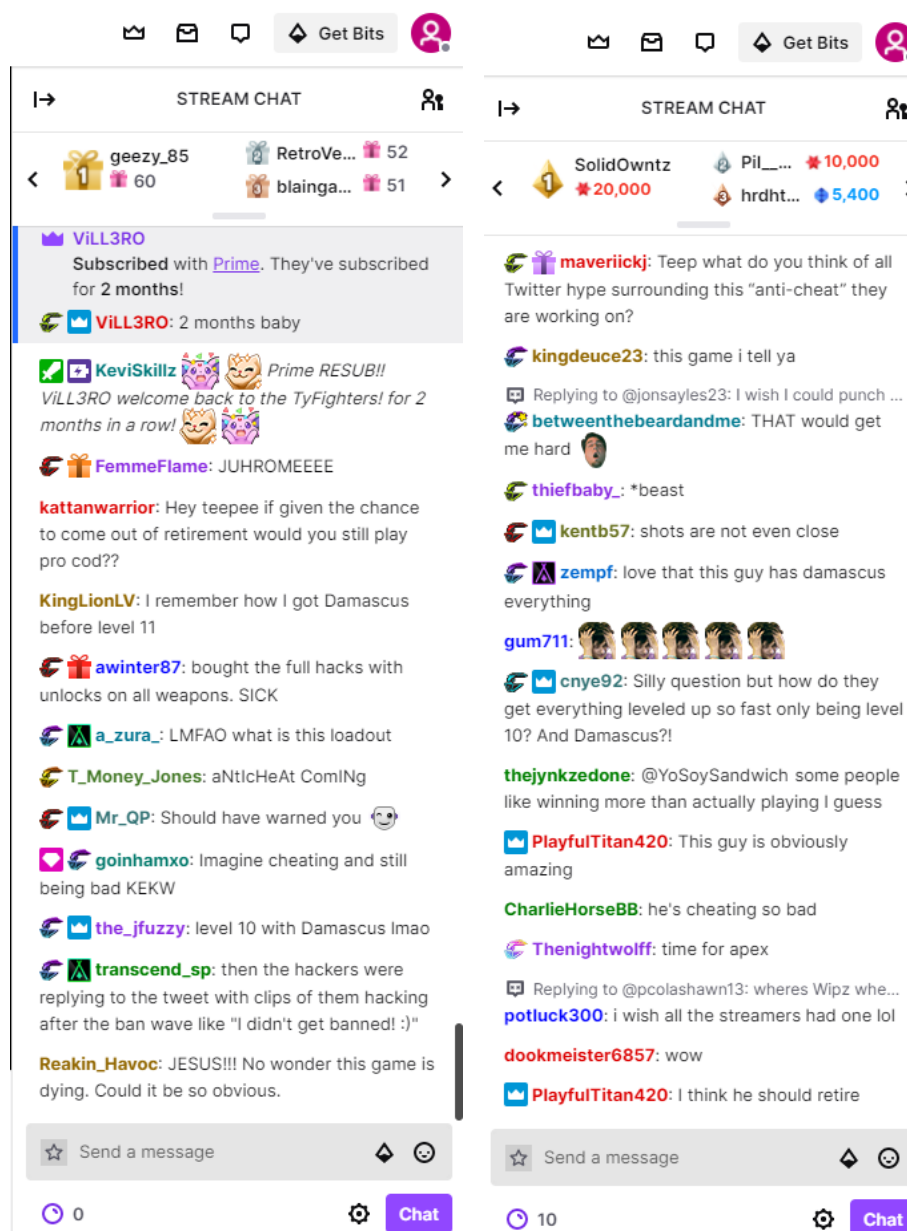 Get Bits
STREAM CHAT
1
geezy_85
60
2
RetroVe... 52
3
blainga... 51
ViLL3RO
Subscribed with Prime. They've subscribed
for 2 months!
ViLL3RO: 2 months baby
KeviSkillz Prime RESUB!!
ViLL3RO welcome back to the TyFighters! for 2
months in a row!
FemmeFlame: JUHROMEEEE
kattanwarrior: Hey teepee if given the chance
to come out of retirement would you still play
pro cod??
KingLionLV: I remember how I got Damascus
before level 11
awinter87: bought the full hacks with
unlocks on all weapons. SICK
a_zura_: LMFAO what is this loadout
T_Money_Jones: aNtIcHeAt ComINg
Mr_QP: Should have warned you
goinhamxo: Imagine cheating and still
being bad KEKW
the_jfuzzy: level 10 with Damascus lmao
transcend_sp: then the hackers were
replying to the tweet with clips of them hacking
after the ban wave like "I didn't get banned! :)"
Reakin_Havoc: JESUS!!! No wonder this game is
dying. Could it be so obvious.
Send a message
0
Chat
Get Bits
STREAM CHAT
1
SolidOwntz
20,000
2
Pil__... 10,000
3
hrdht... 5,400
maveriickj: Teep what do you think of all
Twitter hype surrounding this “anti-cheat” they
are working on?
kingdeuce23: this game i tell ya
Replying to @jonsayles23: I wish I could punch ...
betweenthebeardandme: THAT would get
me hard
thiefbaby_: *beast
kentb57: shots are not even close
zempf: love that this guy has damascus
everything
gum711:
cnye92: Silly question but how do they
get everything leveled up so fast only being level
10? And Damascus?!
thejynkzedone: @YoSoySandwich some people
like winning more than actually playing I guess
PlayfulTitan420: This guy is obviously
amazing
CharlieHorseBB: he's cheating so bad
Thenightwolff: time for apex
Replying to @pcolashawn13: wheres Wipz whe...
potluck300: i wish all the streamers had one lol
dookmeister6857: wow
PlayfulTitan420: I think he should retire
Send a message
10
Chat